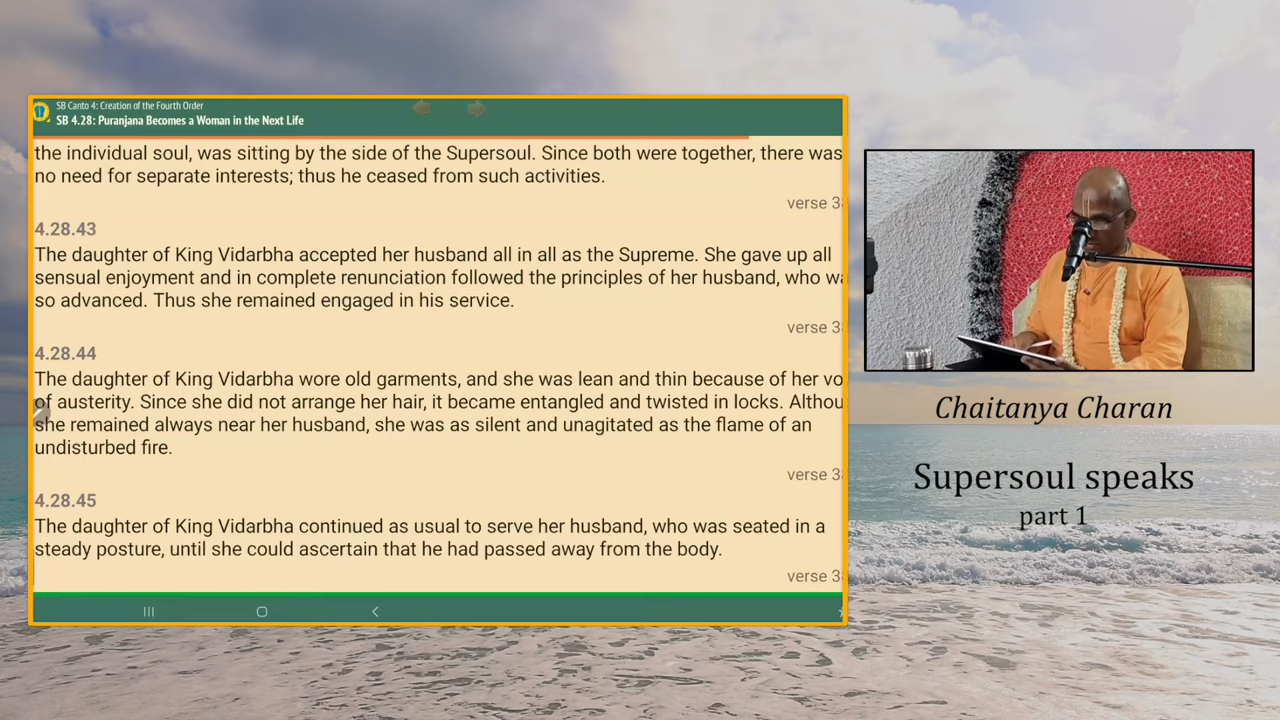 SB Canto 4: Creation of the Fourth Order
SB 4.28: Puranjana Becomes a Woman in the Next Life
the individual soul, was sitting by the side of the Supersoul. Since both were together, there was
no need for separate interests; thus he ceased from such activities.
verse 3
4.28.43
The daughter of King Vidarbha accepted her husband all in all as the Supreme. She gave up all
sensual enjoyment and in complete renunciation followed the principles of her husband, who
so advanced. Thus she remained engaged in his service.
verse 3
4.28.44
The daughter of King Vidarbha wore old garments, and she was lean and thin because of her
of austerity. Since she did not arrange her hair, it became entangled and twisted in locks.
she remained always near her husband, she was as silent and unagitated as the flame of an
undisturbed fire.
verse 3
4.28.45
The daughter of King Vidarbha continued as usual to serve her husband, who was seated in a
steady posture, until she could ascertain that he had passed away from the body.
verse 3
Chaitanya Charan
Supersoul speaks
part 1